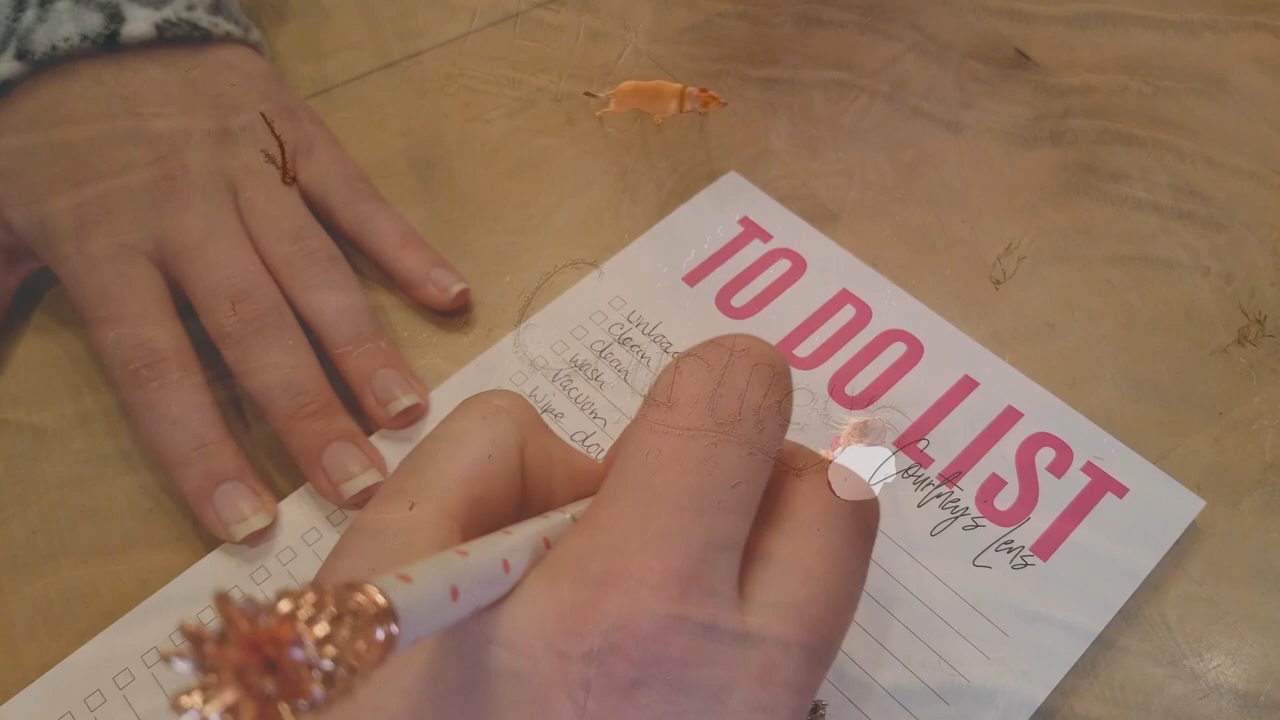 TO DO LIST
Courtneys Lens
unload
clean
clean
wash
vacuum
wipe dow